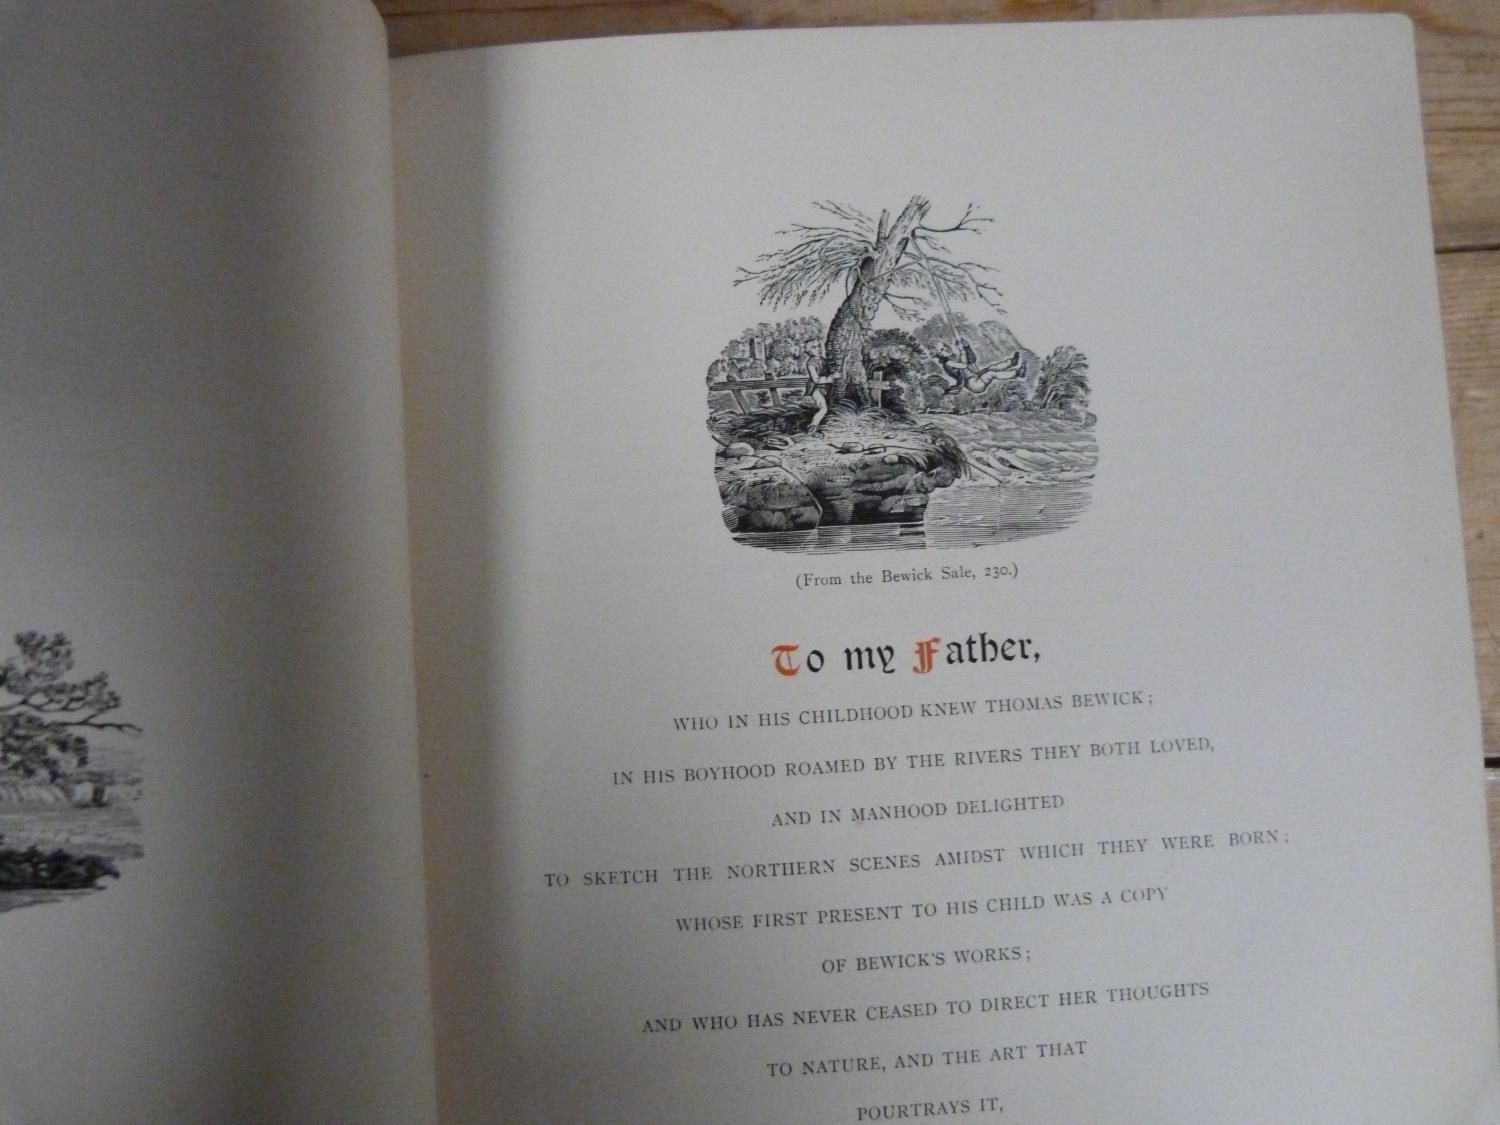 (From the Bewick Sale, 230.)
To my Father,
WHO IN HIS CHILDHOOD KNEW THOMAS BEWICK;
IN HIS BOYHOOD ROAMED BY THE RIVERS THEY BOTH LOVED,
AND IN MANHOOD DELIGHTED
TO SKETCH THE NORTHERN SCENES AMIDST WHICH THEY WERE BORN;
WHOSE FIRST PRESENT TO HIS CHILD WAS A COPY
OF BEWICK'S WORKS;
AND WHO HAS NEVER CEASED TO DIRECT HER THOUGHTS
TO NATURE, AND THE ART THAT
POURTRAYS IT,